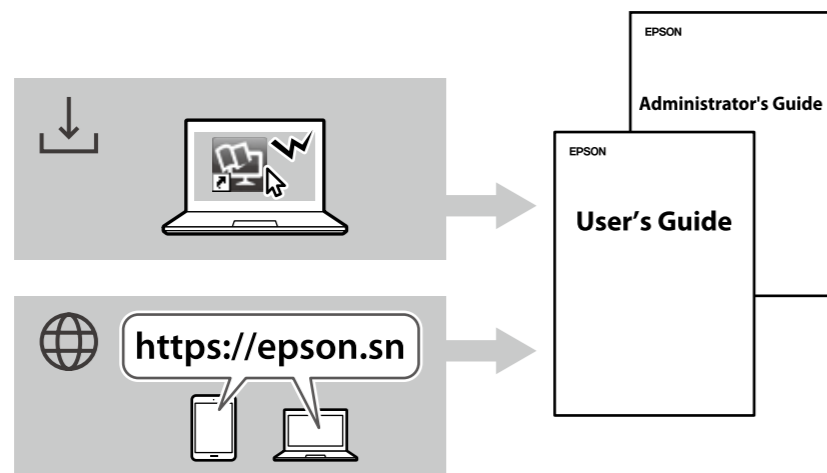 EPSON
Administrator's Guide
EPSON
User's Guide
https://epson.sn